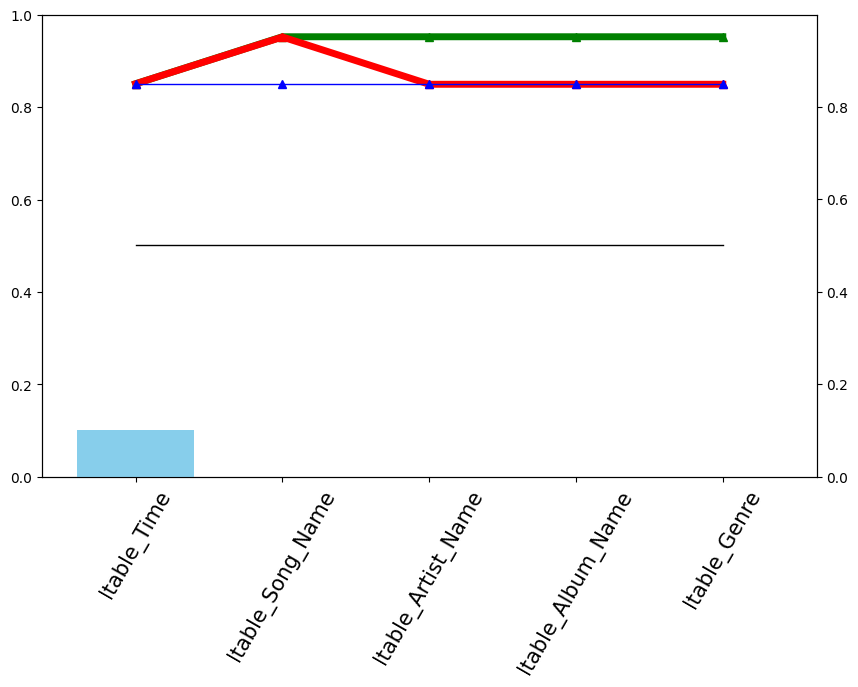 1.0
0.8 0.8
0.6 0.6
0.4 0.4
0.2 0.2
0.0 0.0
ltable_Time
ltable_Song_Name
ltable_Artist_Name
ltable_Album_Name
ltable_Genre